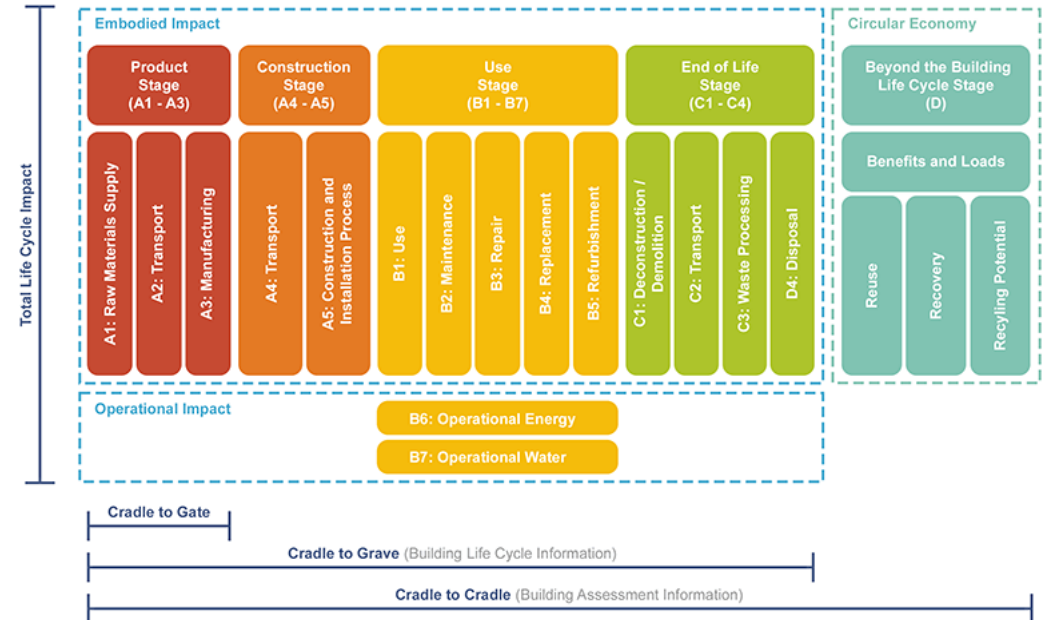 Embodied Impact
Circular Economy
Product
Stage
(A1 - A3)
Construction
Stage
(A4 - A5)
Use
Stage
(B1 - B7)
End of Life
Stage
(C1 - C4)
Beyond the Building
Life Cycle Stage
(D)
Benefits and Loads
Total Life Cycle Impact
A1: Raw Materials Supply
A2: Transport
A3: Manufacturing
A4: Transport
A5: Construction and
Installation Process
B1: Use
B2: Maintenance
B3: Repair
B4: Replacement
B5: Refurbishment
C1: Deconstruction /
Demolition
C2: Transport
C3: Waste Processing
D4: Disposal
Reuse
Recovery
Recyling Potential
Operational Impact
B6: Operational Energy
B7: Operational Water
Cradle to Gate
Cradle to Grave (Building Life Cycle Information)
Cradle to Cradle (Building Assessment Information)